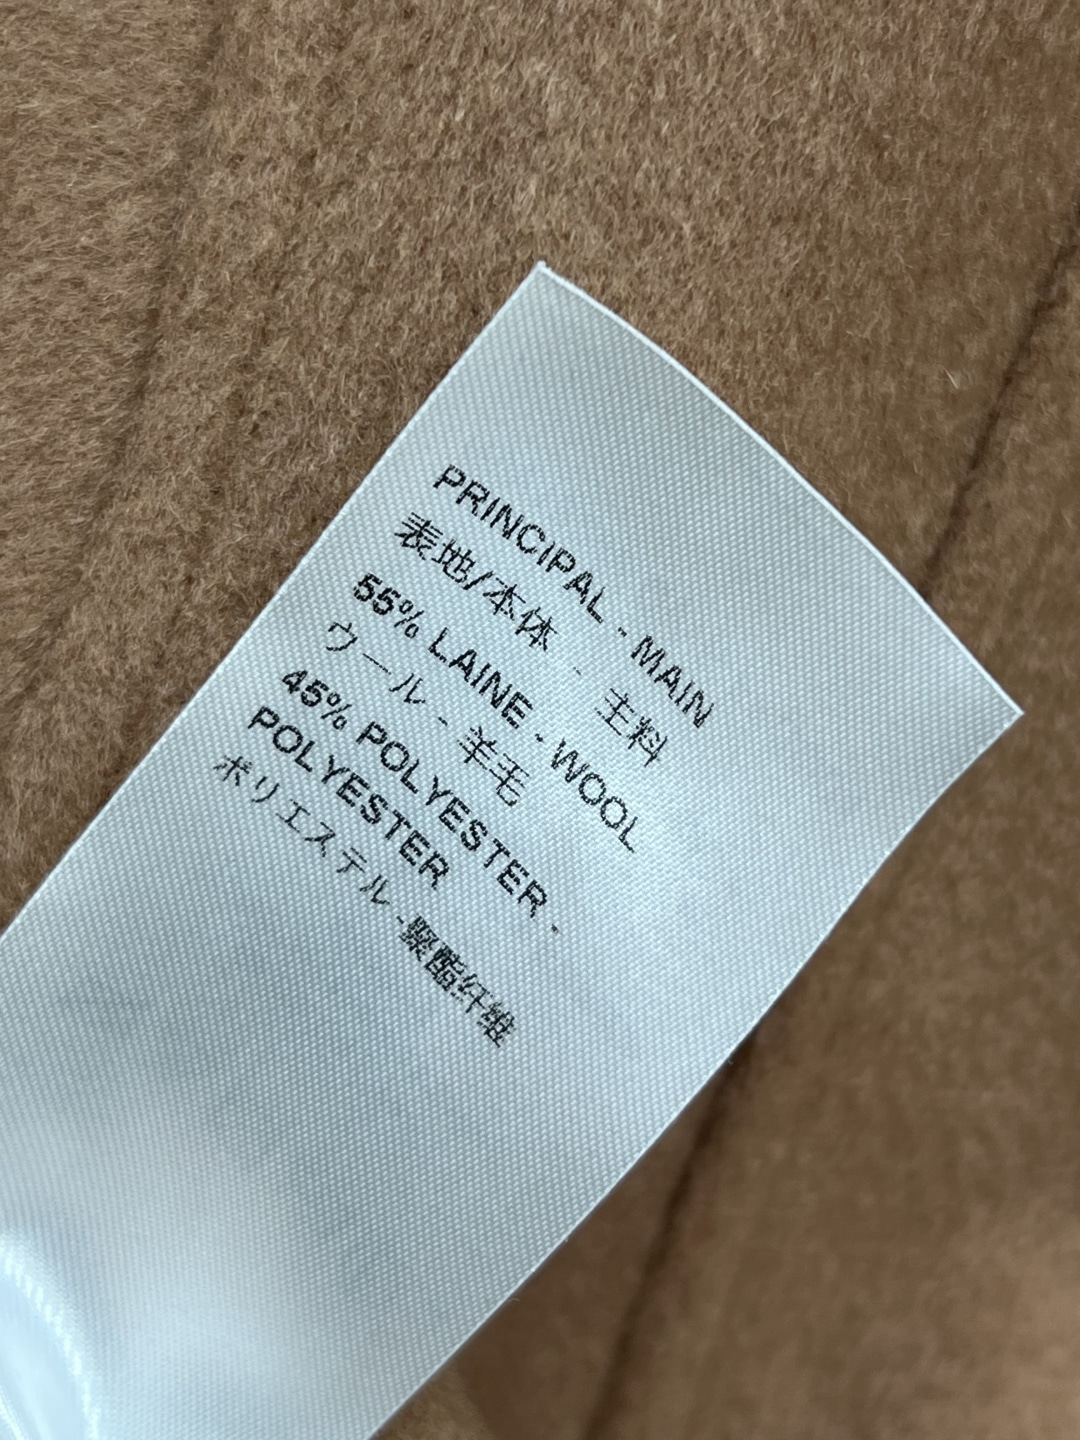 PRINCIPAL - MAIN
表地/本体 - 主料
55% LAINE - WOOL
ウール - 羊毛
45% POLYESTER -
POLYESTER
ポリエステル -聚酯纤维